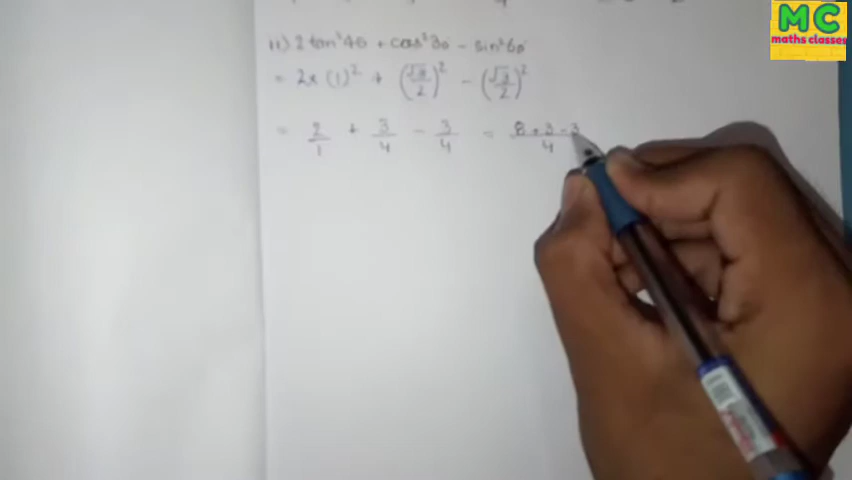 MC
maths classes
ii) 2 tan²45 + cos²30 - sin²60
= 2x (1)² + (√3/2)² - (√3/2)²
= 2/1 + 3/4 - 3/4 = 8+3-3/4